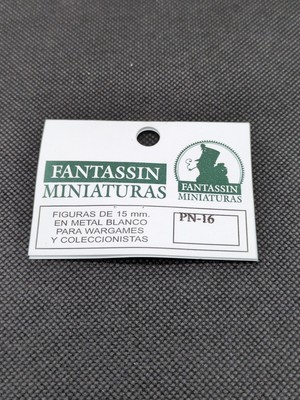 FANTASSIN
MINIATURAS
FANTASSIN
MINIATURAS
FIGURAS DE 15 mm.
EN METAL BLANCO
PARA WARGAMES
Y COLECCIONISTAS
PN-16